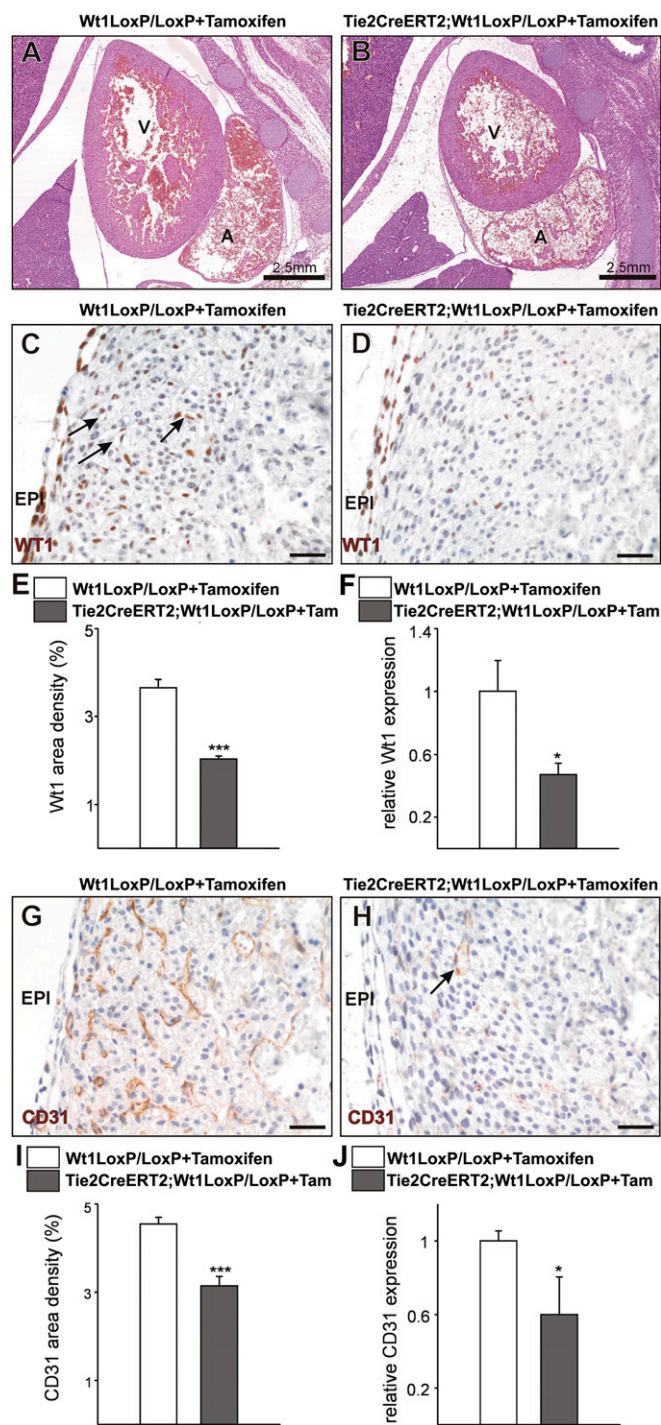 Wt1LoxP/LoxP+Tamoxifen
Tie2CreERT2;Wt1LoxP/LoxP+Tamoxifen
A
V
A
2.5mm
B
V
A
2.5mm
Wt1LoxP/LoxP+Tamoxifen
Tie2CreERT2;Wt1LoxP/LoxP+Tamoxifen
C
EPI
WT1
D
EPI
WT1
E
Wt1LoxP/LoxP+Tamoxifen
Tie2CreERT2;Wt1LoxP/LoxP+Tam
Wt1 area density (%)
5
3
1
***
F
Wt1LoxP/LoxP+Tamoxifen
Tie2CreERT2;Wt1LoxP/LoxP+Tam
relative Wt1 expression
1.4
1
0.6
0.2
*
Wt1LoxP/LoxP+Tamoxifen
Tie2CreERT2;Wt1LoxP/LoxP+Tamoxifen
G
EPI
CD31
H
EPI
CD31
I
Wt1LoxP/LoxP+Tamoxifen
Tie2CreERT2;Wt1LoxP/LoxP+Tam
CD31 area density (%)
5
3
1
***
J
Wt1LoxP/LoxP+Tamoxifen
Tie2CreERT2;Wt1LoxP/LoxP+Tam
relative CD31 expression
1
0.6
0.2
*